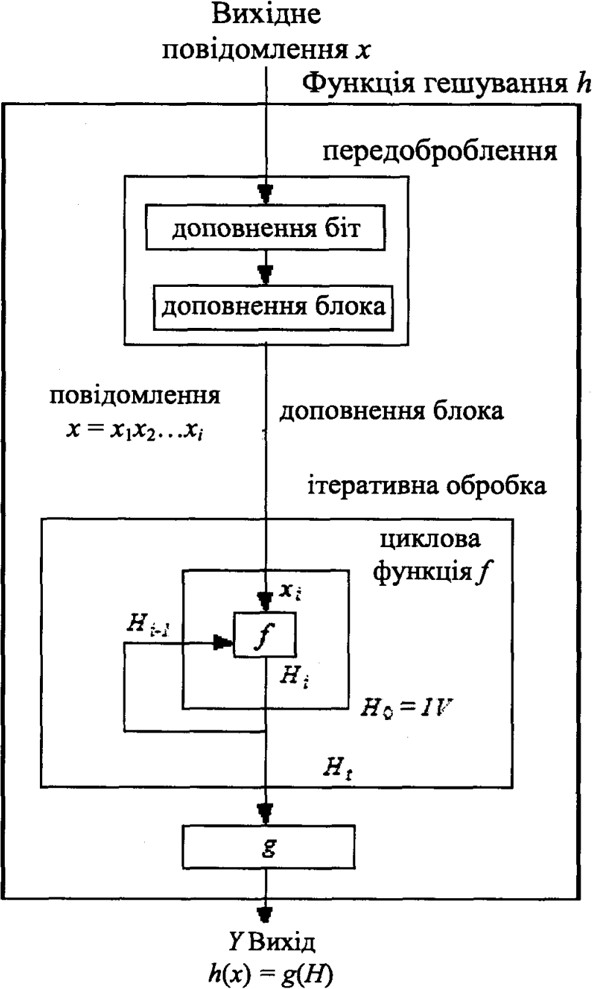 Вихідне
повідомлення x
Функція гешування h
передоброблення
доповнення біт
доповнення блока
повідомлення
x = x₁x₂…xᵢ
доповнення блока
ітеративна обробка
циклова
функція f
xᵢ
Hᵢ₋₁
f
Hᵢ
H₀ = IV
Hₜ
g
Y Вихід
h(x) = g(H)